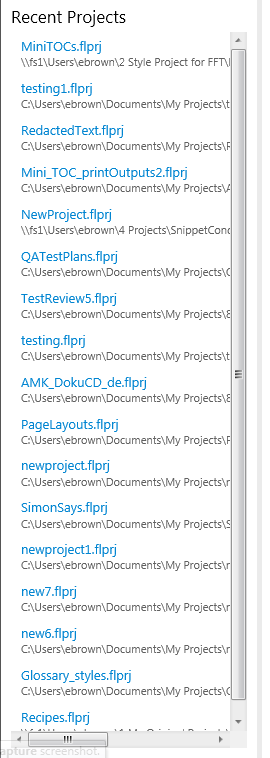 Recent Projects
MiniTOCs.flprj
\\fs1\Users\ebrown\2 Style Project for FFT\
testing1.flprj
C:\Users\ebrown\Documents\My Projects\t
RedactedText.flprj
C:\Users\ebrown\Documents\My Projects\F
Mini_TOC_printOutputs2.flprj
C:\Users\ebrown\Documents\My Projects\A
NewProject.flprj
\\fs1\Users\ebrown\4 Projects\SnippetConc
QATestPlans.flprj
C:\Users\ebrown\Documents\My Projects\C
TestReview5.flprj
C:\Users\ebrown\Documents\My Projects\8
testing.flprj
C:\Users\ebrown\Documents\My Projects\t
AMK_DokuCD_de.flprj
C:\Users\ebrown\Documents\My Projects\8
PageLayouts.flprj
C:\Users\ebrown\Documents\My Projects\F
newproject.flprj
C:\Users\ebrown\Documents\My Projects\r
SimonSays.flprj
C:\Users\ebrown\Documents\My Projects\S
newproject1.flprj
C:\Users\ebrown\Documents\My Projects\r
new7.flprj
C:\Users\ebrown\Documents\My Projects\r
new6.flprj
C:\Users\ebrown\Documents\My Projects\r
Glossary_styles.flprj
C:\Users\ebrown\Documents\My Projects\C
Recipes.flprj
apture screenshot.